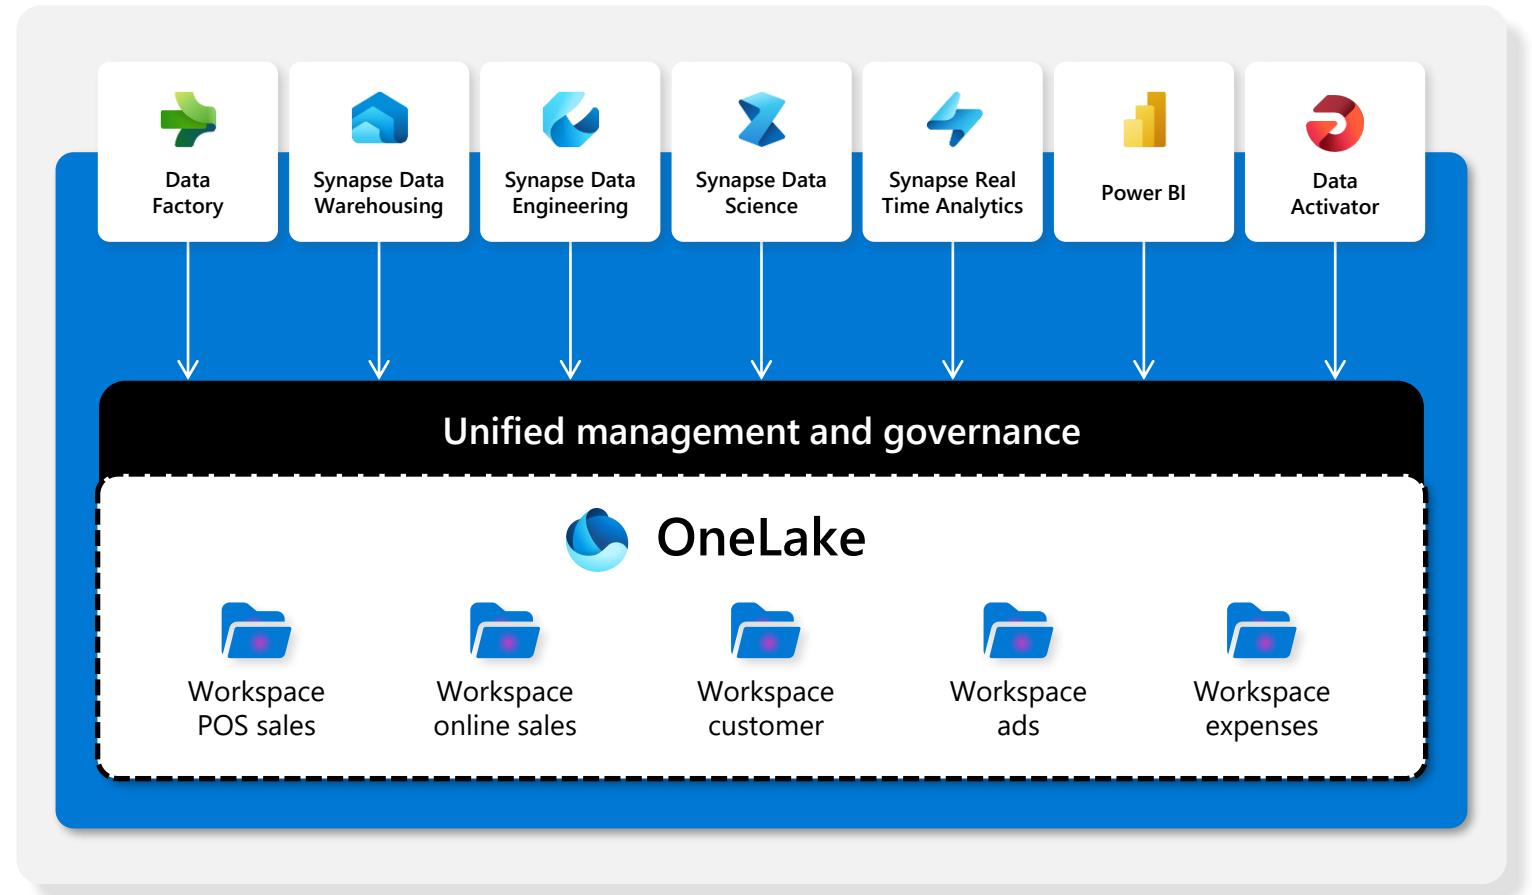 Data
Factory
Synapse Data
Warehousing
Synapse Data
Engineering
Synapse Data
Science
Synapse Real
Time Analytics
Power BI
Data
Activator
Unified management and governance
OneLake
Workspace
POS sales
Workspace
online sales
Workspace
customer
Workspace
ads
Workspace
expenses